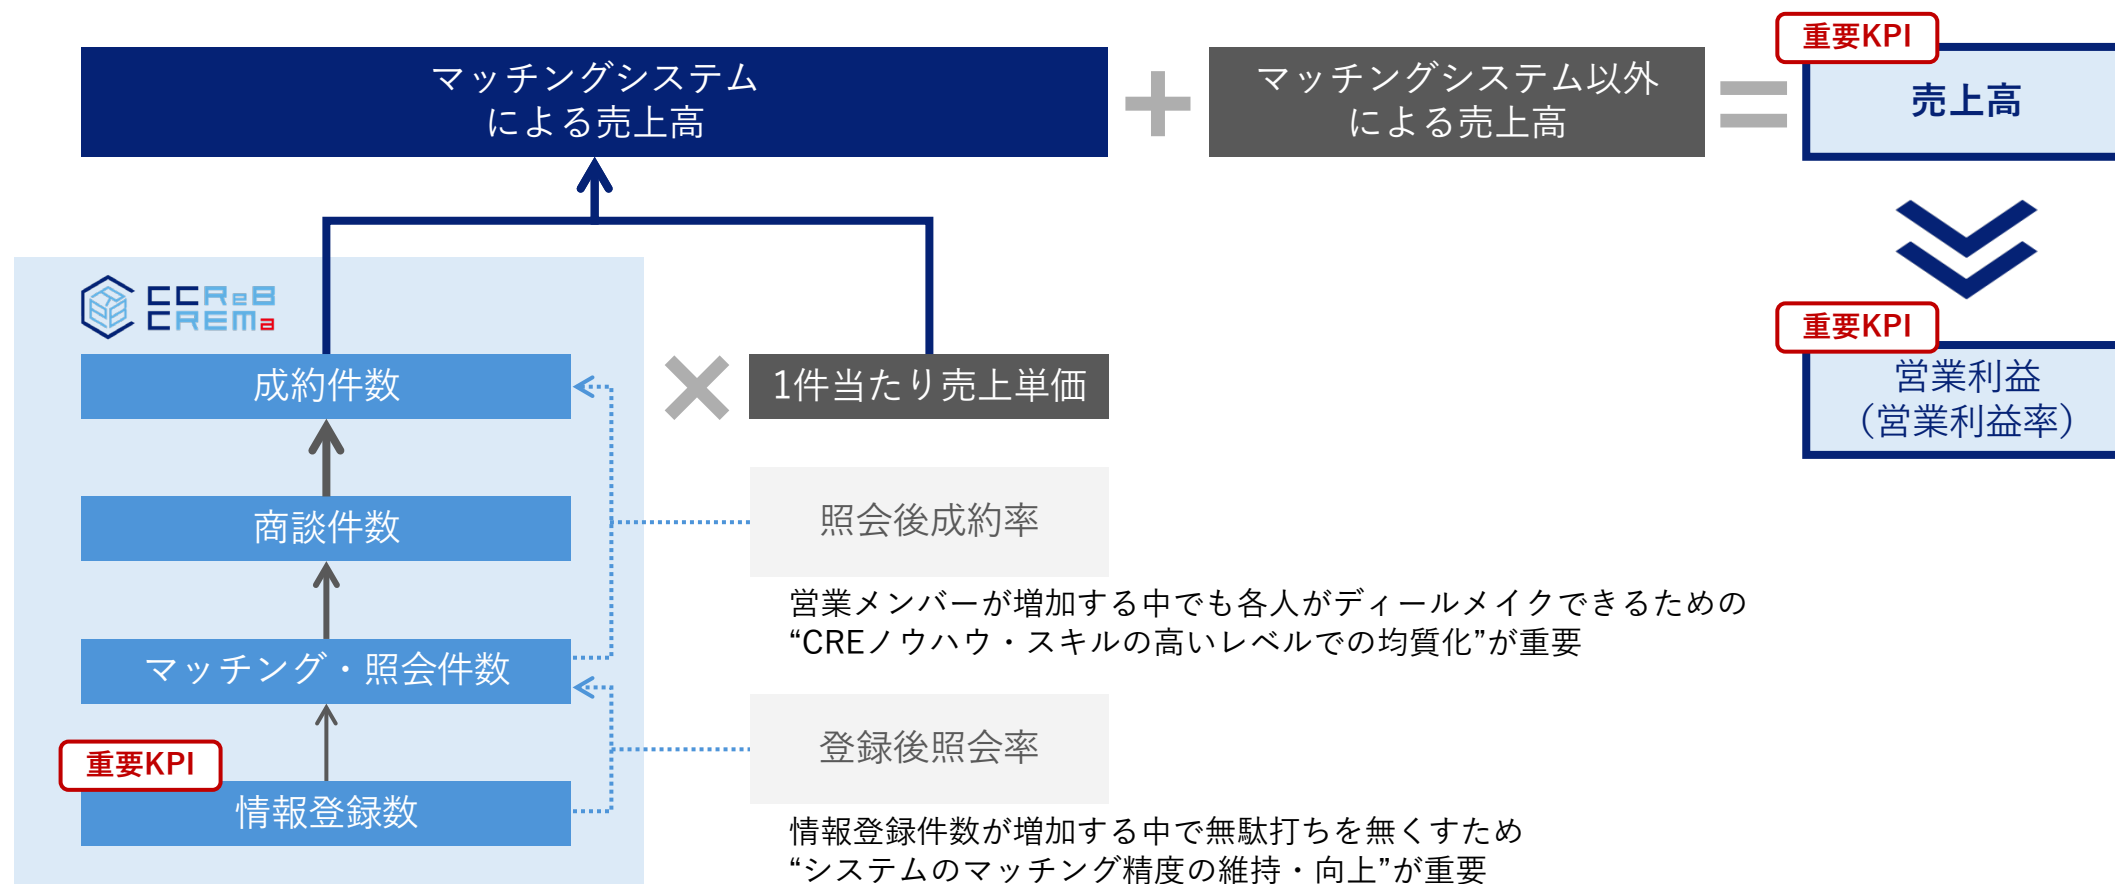 マッチングシステム
による売上高
マッチングシステム以外
による売上高
重要KPI
売上高
CCReB
CREMa
成約件数
1件当たり売上単価
重要KPI
営業利益
（営業利益率）
商談件数
照会後成約率
営業メンバーが増加する中でも各人がディールメイクできるための
“CREノウハウ・スキルの高いレベルでの均質化”が重要
マッチング・照会件数
登録後照会率
重要KPI
情報登録数
情報登録件数が増加する中で無駄打ちを無くすため
“システムのマッチング精度の維持・向上”が重要